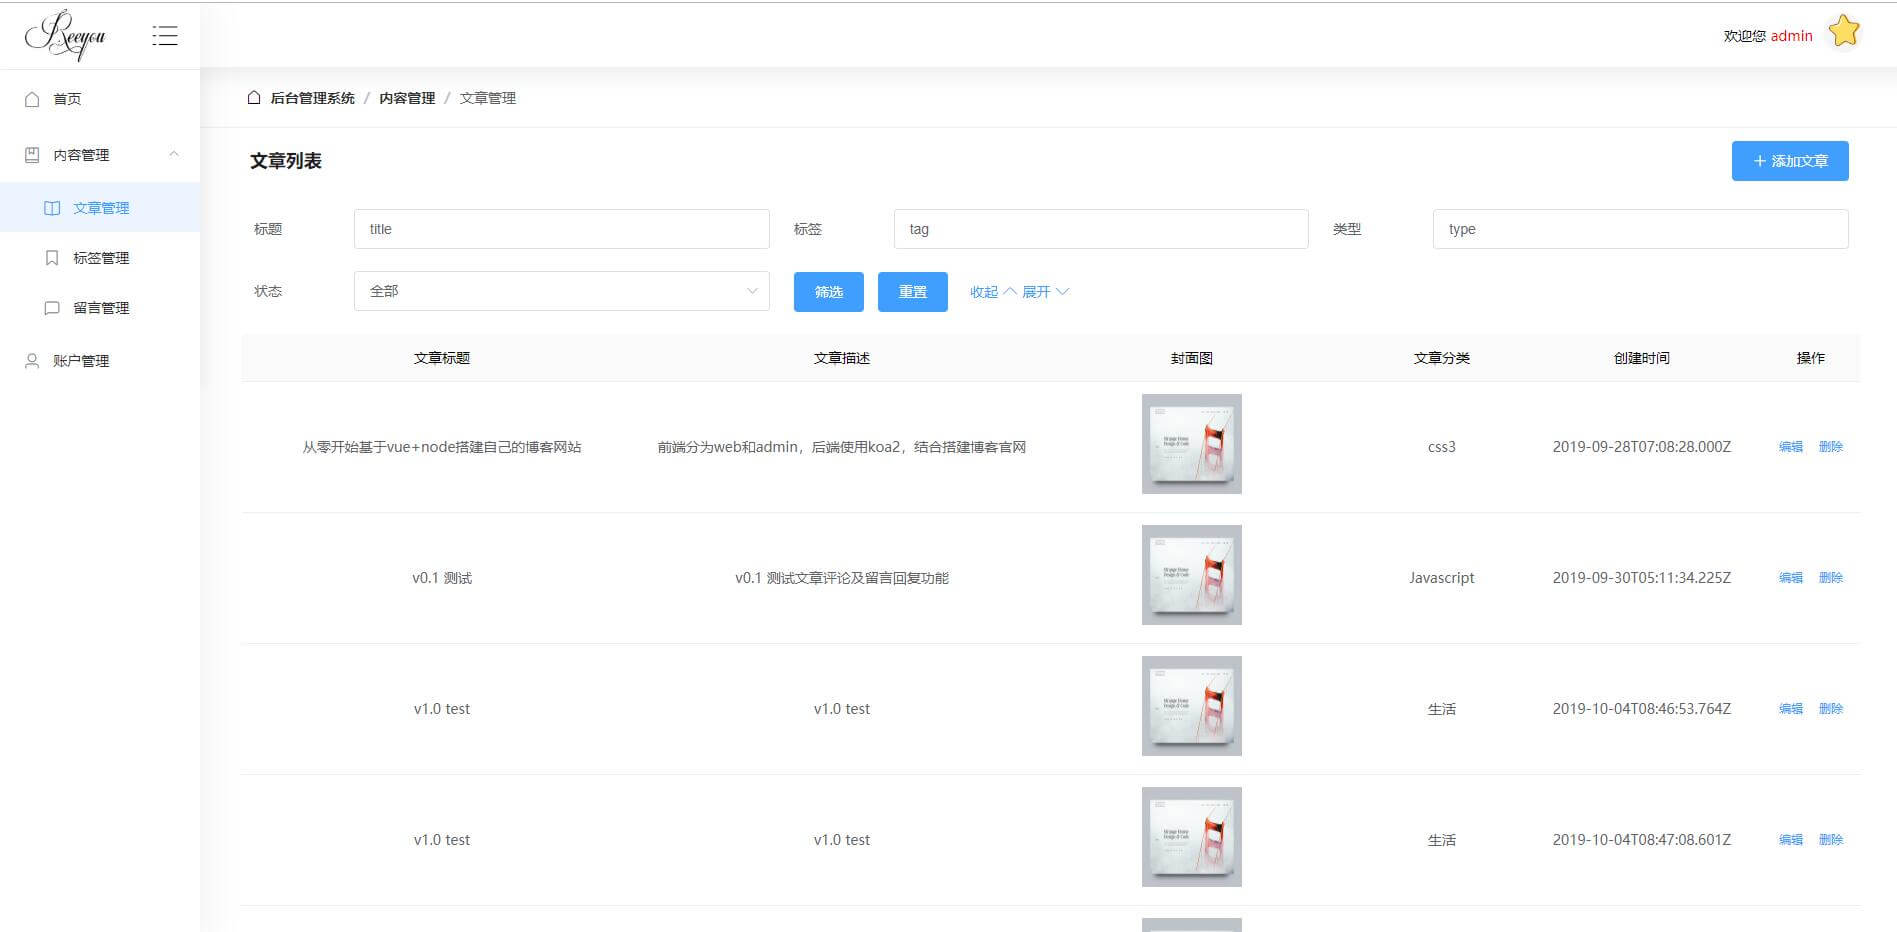 Reeyou
欢迎您 admin
首页
内容管理
文章管理
标签管理
留言管理
账户管理
后台管理系统 / 内容管理 / 文章管理
文章列表
+ 添加文章
标题 title 标签 tag 类型 type
状态 全部 筛选 重置 收起 展开
文章标题 文章描述 封面图 文章分类 创建时间 操作
从零开始基于vue+node搭建自己的博客网站 前端分为web和admin，后端使用koa2，结合搭建博客官网 css3 2019-09-28T07:08:28.000Z 编辑 删除
v0.1 测试 v0.1 测试文章评论及留言回复功能 Javascript 2019-09-30T05:11:34.225Z 编辑 删除
v1.0 test v1.0 test 生活 2019-10-04T08:46:53.764Z 编辑 删除
v1.0 test v1.0 test 生活 2019-10-04T08:47:08.601Z 编辑 删除